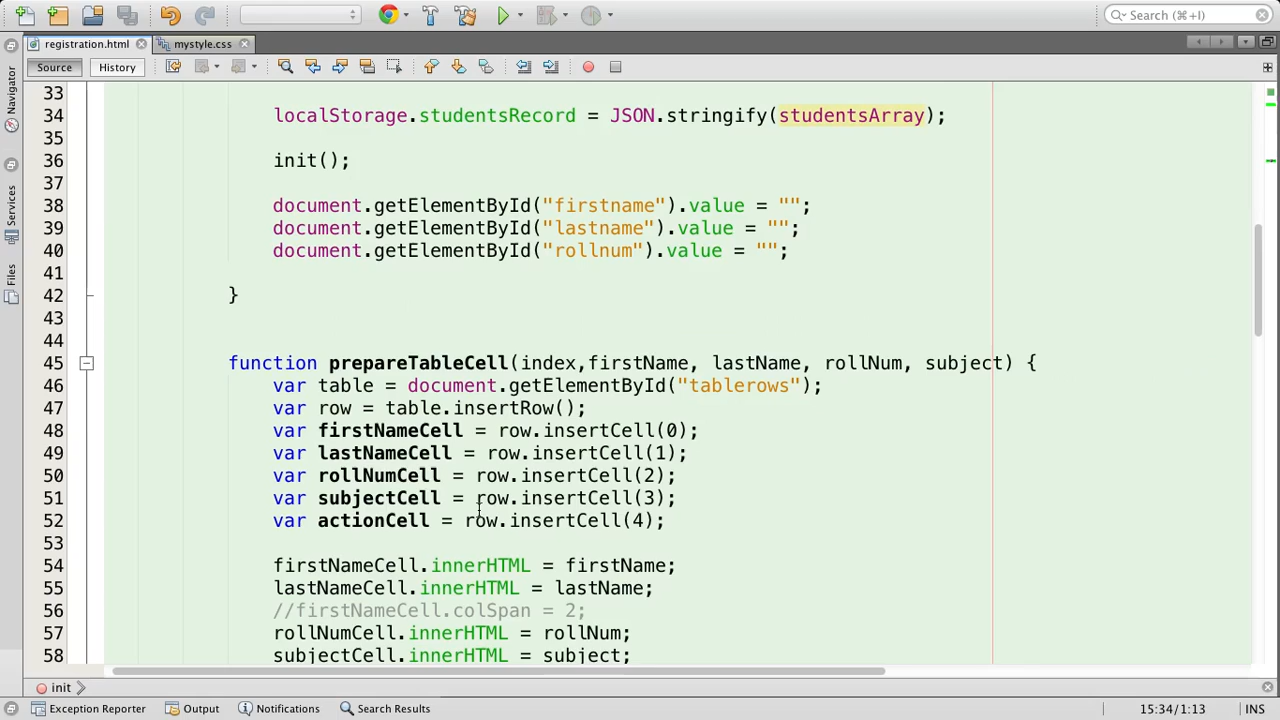 Search (⌘+I)
registration.html
mystyle.css
Source
History
Navigator
Services
Files
33
34 localStorage.studentsRecord = JSON.stringify(studentsArray);
35
36 init();
37
38 document.getElementById("firstname").value = "";
39 document.getElementById("lastname").value = "";
40 document.getElementById("rollnum").value = "";
41
42 }
43
44
45 function prepareTableCell(index,firstName, lastName, rollNum, subject) {
46 var table = document.getElementById("tablerows");
47 var row = table.insertRow();
48 var firstNameCell = row.insertCell(0);
49 var lastNameCell = row.insertCell(1);
50 var rollNumCell = row.insertCell(2);
51 var subjectCell = row.insertCell(3);
52 var actionCell = row.insertCell(4);
53
54 firstNameCell.innerHTML = firstName;
55 lastNameCell.innerHTML = lastName;
56 //firstNameCell.colSpan = 2;
57 rollNumCell.innerHTML = rollNum;
58 subjectCell.innerHTML = subject;
init
Exception Reporter
Output
Notifications
Search Results
15:34/1:13
INS